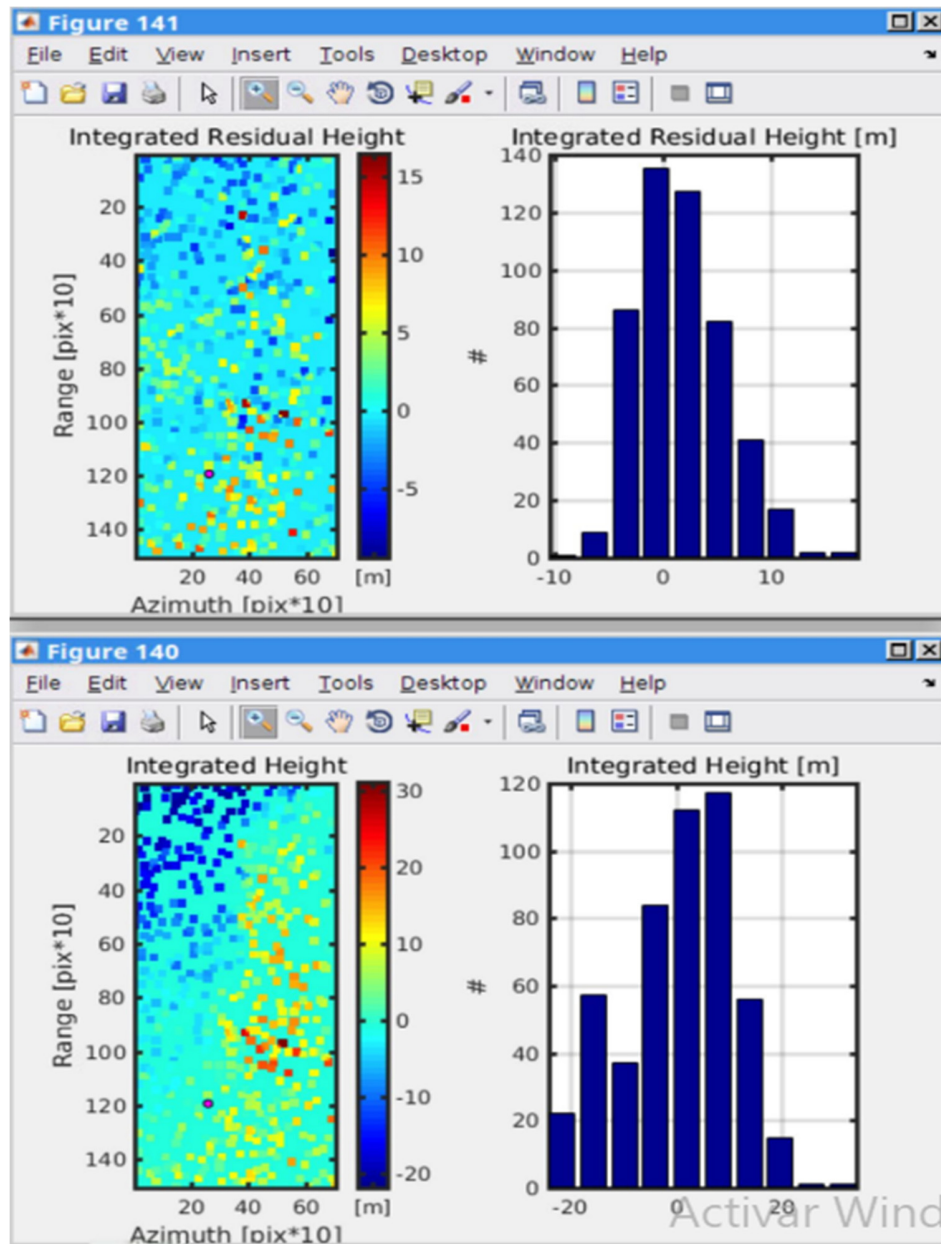 Figure 141
File Edit View Insert Tools Desktop Window Help
Integrated Residual Height
Range [pix*10]
20
40
60
80
100
120
140
20 40 60
Azimuth [pix*10]
15
10
5
0
-5
[m]
Integrated Residual Height [m]
#
140
120
100
80
60
40
20
0
-10 0 10
Figure 140
File Edit View Insert Tools Desktop Window Help
Integrated Height
Range [pix*10]
20
40
60
80
100
120
140
20 40 60
Azimuth [pix*10]
30
20
10
0
-10
-20
[m]
Integrated Height [m]
#
120
100
80
60
40
20
0
-20 0 20
Activar Wind